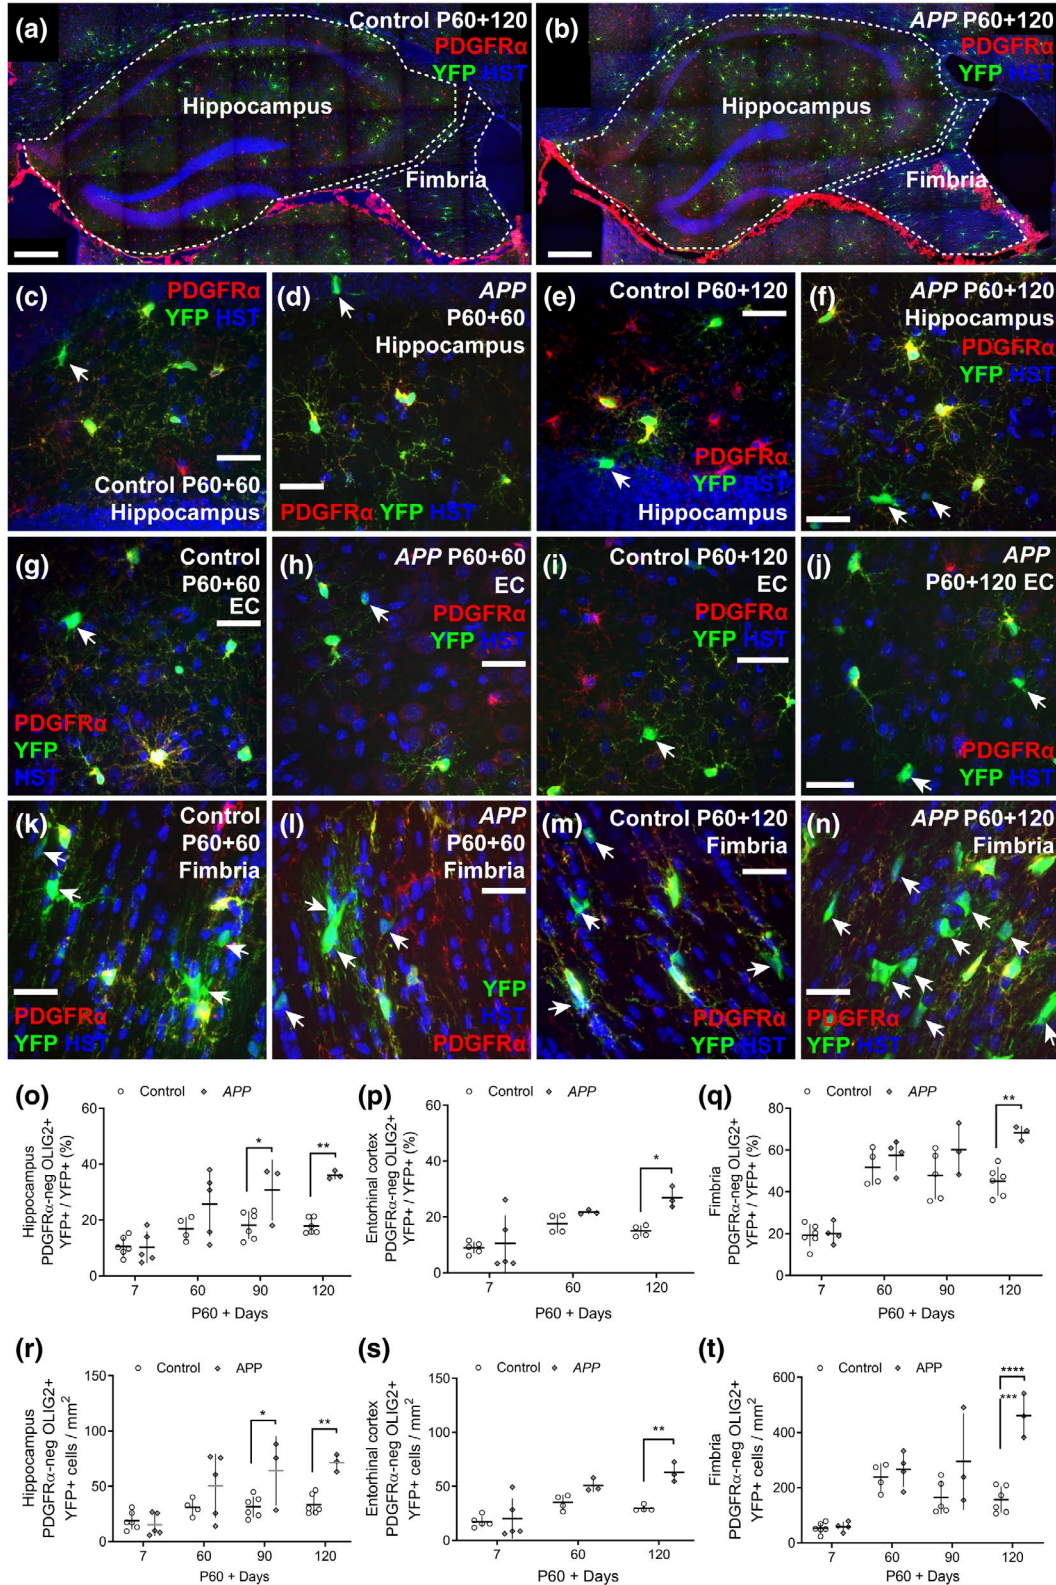 (a) Control P60+120
PDGFRα
YFP HST
Hippocampus
Fimbria
(b) APP P60+120
PDGFRα
YFP HST
Hippocampus
Fimbria
(c) PDGFRα
YFP HST
Control P60+60
Hippocampus
(d) APP
P60+60
Hippocampus
PDGFRα YFP HST
(e) Control P60+120
PDGFRα
YFP HST
Hippocampus
(f) APP P60+120
Hippocampus
PDGFRα
YFP HST
(g) Control
P60+60
EC
PDGFRα
YFP
HST
(h) APP P60+60
EC
PDGFRα
YFP HST
(i) Control P60+120
EC
PDGFRα
YFP HST
(j) APP
P60+120 EC
PDGFRα
YFP HST
(k) Control
P60+60
Fimbria
PDGFRα
YFP HST
(l) APP
P60+60
Fimbria
YFP
HST
PDGFRα
(m) Control P60+120
Fimbria
PDGFRα
YFP HST
(n) APP P60+120
Fimbria
PDGFRα
YFP HST
(o) Control APP
Hippocampus
PDGFRα-neg OLIG2+
YFP+ / YFP+ (%)
60
40
20
0
* **
7 60 90 120
P60 + Days
(p) Control APP
Entorhinal cortex
PDGFRα-neg OLIG2+
YFP+ / YFP+ (%)
60
40
20
0
*
7 60 120
P60 + Days
(q) Control APP
Fimbria
PDGFRα-neg OLIG2+
YFP+ / YFP+ (%)
80
60
40
20
0
**
7 60 90 120
P60 + Days
(r) Control APP
Hippocampus
PDGFRα-neg OLIG2+
YFP+ cells / mm²
150
100
50
0
* **
7 60 90 120
P60 + Days
(s) Control APP
Entorhinal cortex
PDGFRα-neg OLIG2+
YFP+ cells / mm²
150
100
50
0
**
7 60 120
P60 + Days
(t) Control APP
Fimbria
PDGFRα-neg OLIG2+
YFP+ cells / mm²
600
400
200
0
****
***
7 60 90 120
P60 + Days